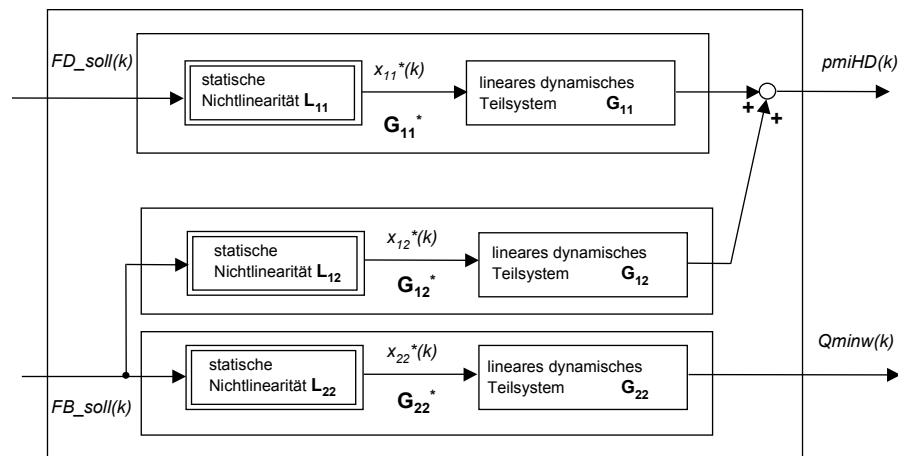 FD_soll(k)
statische
Nichtlinearität L11
x11*(k)
G11*
lineares dynamisches
Teilsystem G11
+
+
pmiHD(k)
statische
Nichtlinearität L12
x12*(k)
G12*
lineares dynamisches
Teilsystem G12
FB_soll(k)
statische
Nichtlinearität L22
x22*(k)
G22*
lineares dynamisches
Teilsystem G22
Qminw(k)